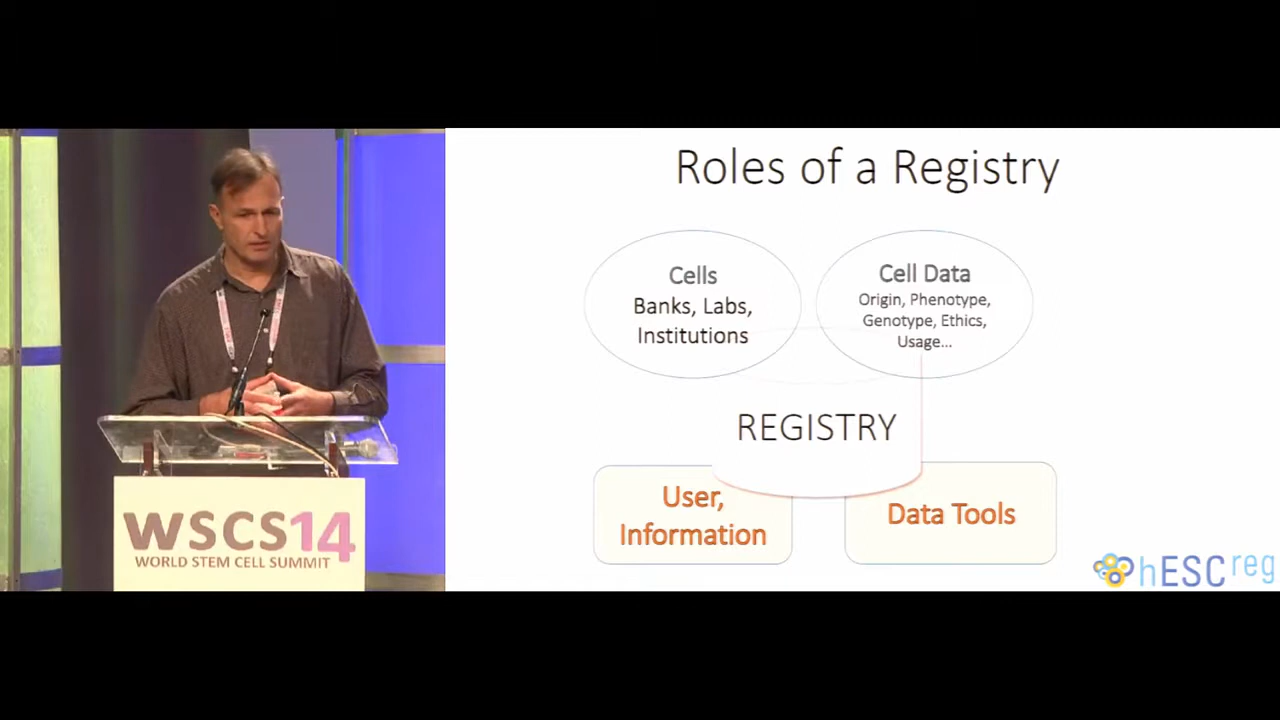 Roles of a Registry
Cells
Banks, Labs,
Institutions
Cell Data
Origin, Phenotype,
Genotype, Ethics,
Usage...
REGISTRY
User,
Information
Data Tools
hESCreg
WSCS14
WORLD STEM CELL SUMMIT